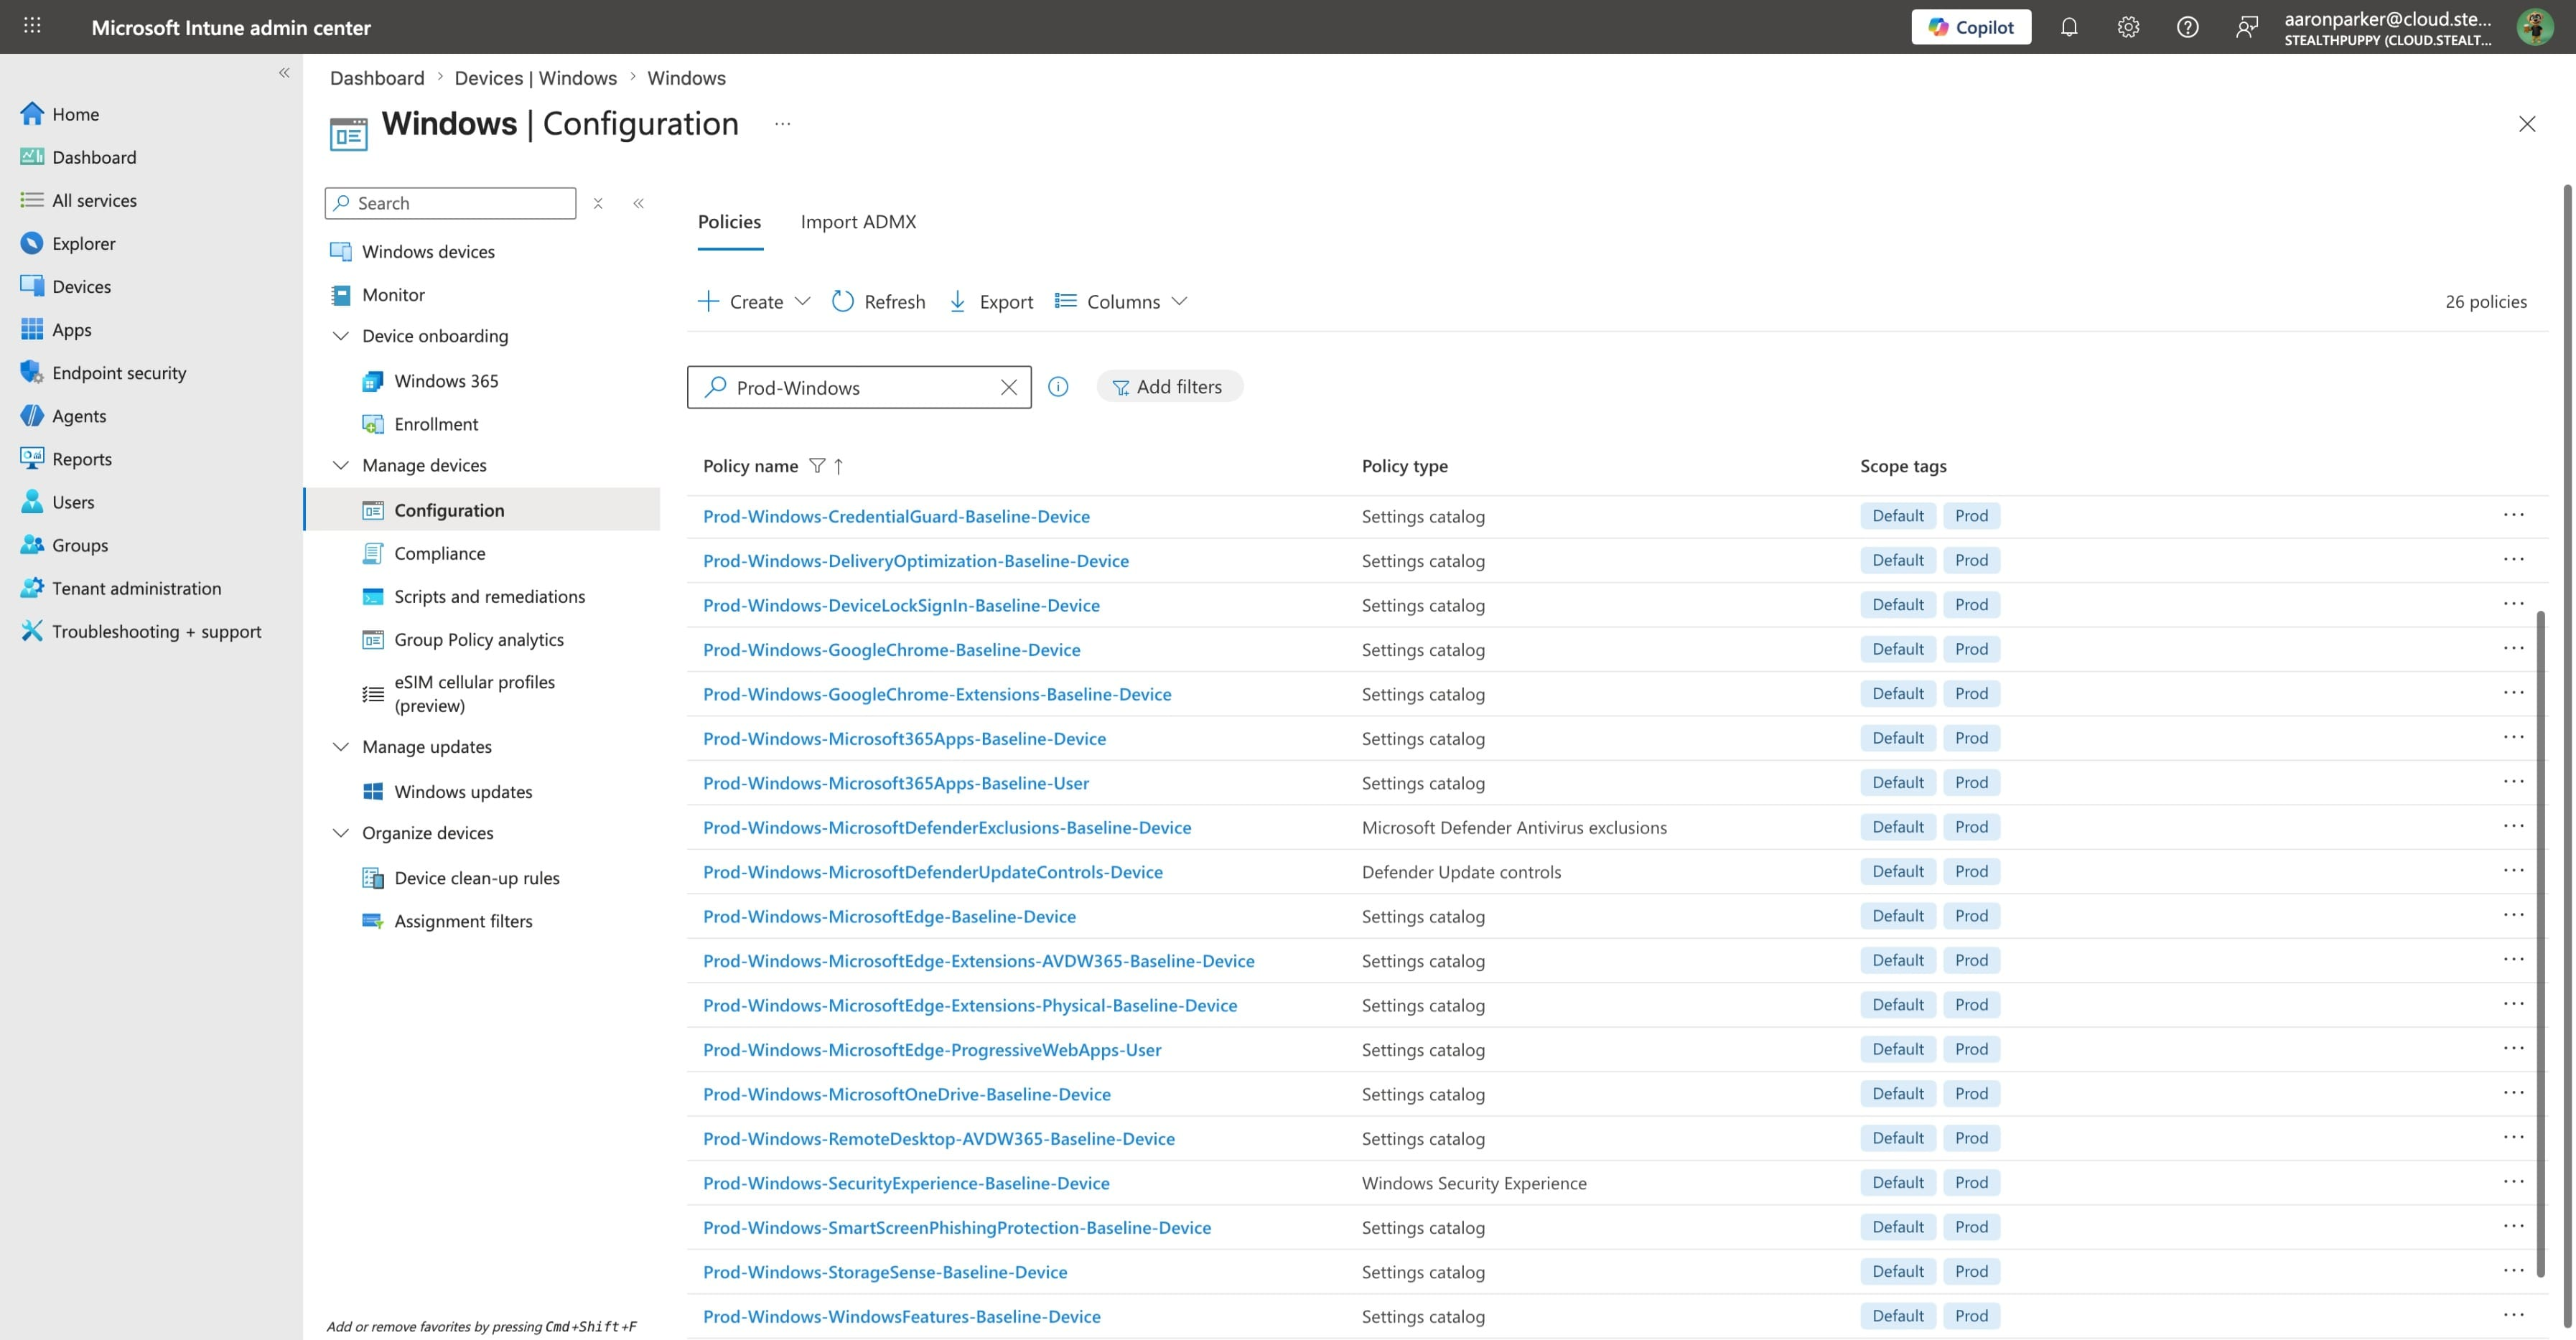 Microsoft Intune admin center
Copilot
aaronparker@cloud.ste...
STEALTHPUPPY (CLOUD.STEALT...
Home
Dashboard
All services
Explorer
Devices
Apps
Endpoint security
Agents
Reports
Users
Groups
Tenant administration
Troubleshooting + support
Dashboard > Devices | Windows > Windows
Windows | Configuration ...
Search
Windows devices
Monitor
Device onboarding
Windows 365
Enrollment
Manage devices
Configuration
Compliance
Scripts and remediations
Group Policy analytics
eSIM cellular profiles
(preview)
Manage updates
Windows updates
Organize devices
Device clean-up rules
Assignment filters
Add or remove favorites by pressing Cmd+Shift+F
Policies Import ADMX
Create Refresh Export Columns 26 policies
Prod-Windows Add filters
Policy name Policy type Scope tags
Prod-Windows-CredentialGuard-Baseline-Device Settings catalog Default Prod ...
Prod-Windows-DeliveryOptimization-Baseline-Device Settings catalog Default Prod ...
Prod-Windows-DeviceLockSignIn-Baseline-Device Settings catalog Default Prod ...
Prod-Windows-GoogleChrome-Baseline-Device Settings catalog Default Prod ...
Prod-Windows-GoogleChrome-Extensions-Baseline-Device Settings catalog Default Prod ...
Prod-Windows-Microsoft365Apps-Baseline-Device Settings catalog Default Prod ...
Prod-Windows-Microsoft365Apps-Baseline-User Settings catalog Default Prod ...
Prod-Windows-MicrosoftDefenderExclusions-Baseline-Device Microsoft Defender Antivirus exclusions Default Prod ...
Prod-Windows-MicrosoftDefenderUpdateControls-Device Defender Update controls Default Prod ...
Prod-Windows-MicrosoftEdge-Baseline-Device Settings catalog Default Prod ...
Prod-Windows-MicrosoftEdge-Extensions-AVDW365-Baseline-Device Settings catalog Default Prod ...
Prod-Windows-MicrosoftEdge-Extensions-Physical-Baseline-Device Settings catalog Default Prod ...
Prod-Windows-MicrosoftEdge-ProgressiveWebApps-User Settings catalog Default Prod ...
Prod-Windows-MicrosoftOneDrive-Baseline-Device Settings catalog Default Prod ...
Prod-Windows-RemoteDesktop-AVDW365-Baseline-Device Settings catalog Default Prod ...
Prod-Windows-SecurityExperience-Baseline-Device Windows Security Experience Default Prod ...
Prod-Windows-SmartScreenPhishingProtection-Baseline-Device Settings catalog Default Prod ...
Prod-Windows-StorageSense-Baseline-Device Settings catalog Default Prod ...
Prod-Windows-WindowsFeatures-Baseline-Device Settings catalog Default Prod ...